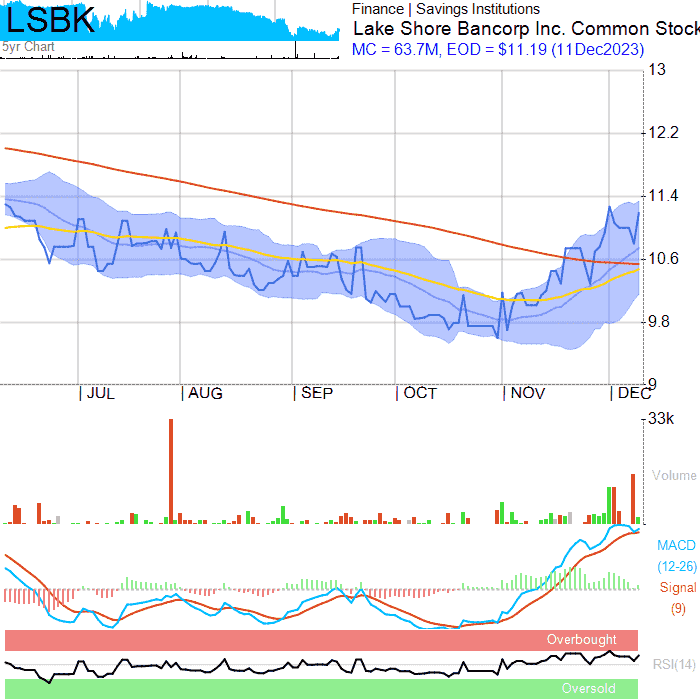 LSBK
5yr Chart
Finance | Savings Institutions
Lake Shore Bancorp Inc. Common Stock
MC = 63.7M, EOD = $11.19 (11Dec2023)
13
12.2
11.4
10.6
9.8
9
JUL AUG SEP OCT NOV DEC
33k
Volume
MACD
(12-26)
Signal
(9)
Overbought
RSI(14)
Oversold